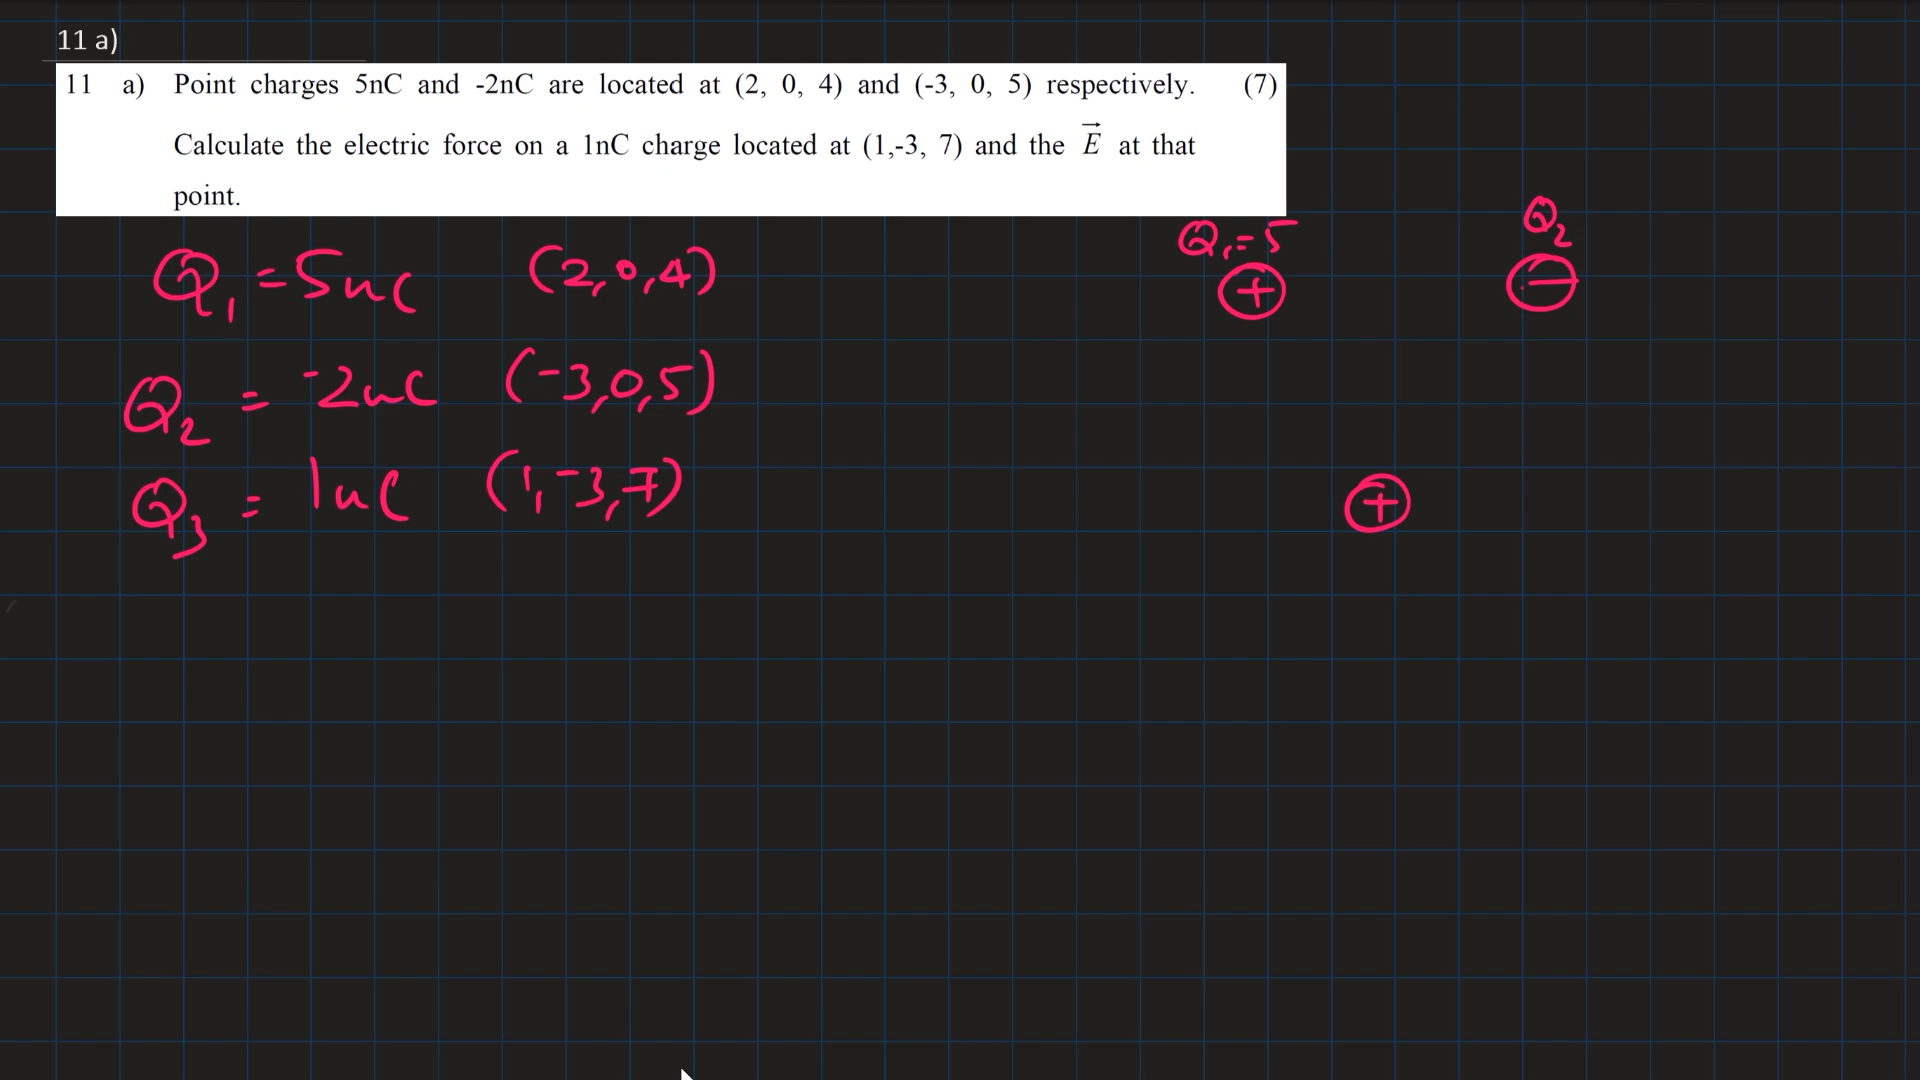 11 a)
11 a) Point charges 5nC and -2nC are located at (2, 0, 4) and (-3, 0, 5) respectively. (7)
Calculate the electric force on a 1nC charge located at (1,-3, 7) and the \vec{E} at that
point.
Q₁ = 5nC (2,0,4)
Q₂ = -2nC (-3,0,5)
Q₃ = 1nC (1,-3,7)
Q₁=5
+
Q₂
−
+